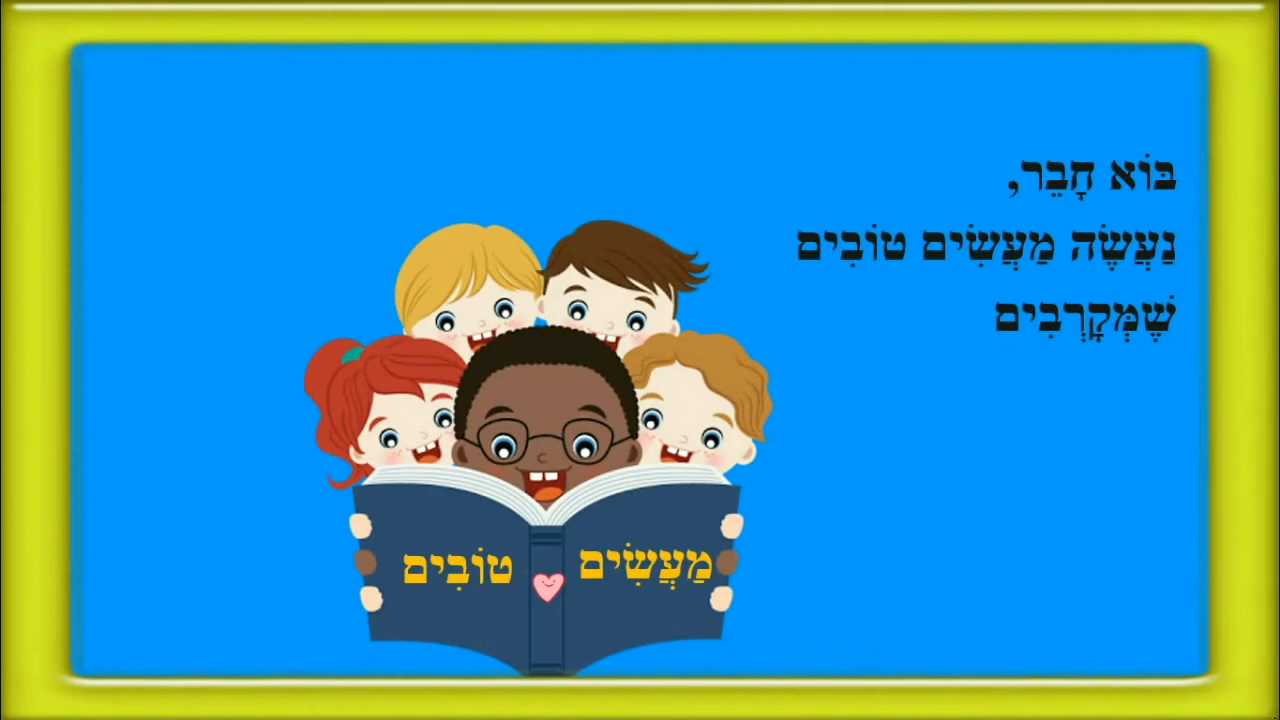 בּוֹא חָבֵר,
נַעֲשֶׂה מַעֲשִׂים טוֹבִים
שֶׁמְּקָרְבִים
מַעֲשִׂים טוֹבִים